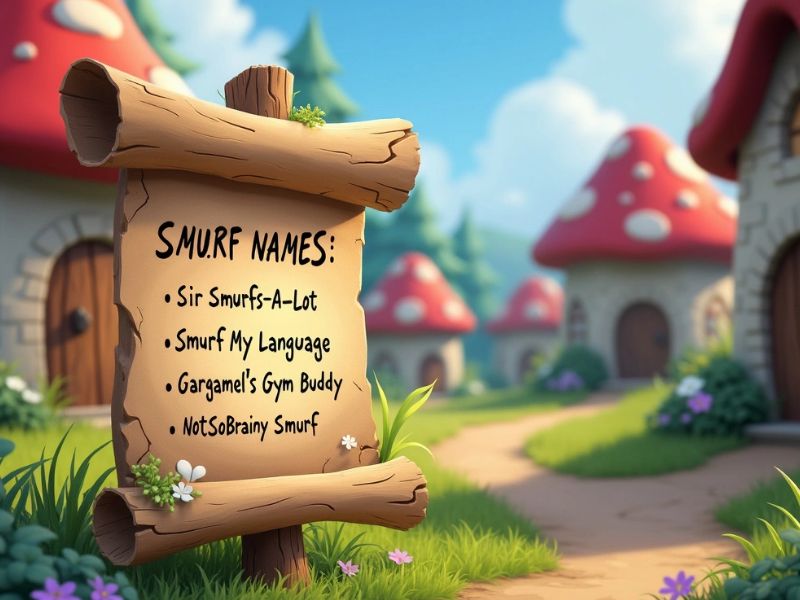 SMURF NAMES:
• Sir Smurfs-A-Lot
• Smurf My Language
• Gargamel's Gym Buddy
• NotSoBrainy Smurf